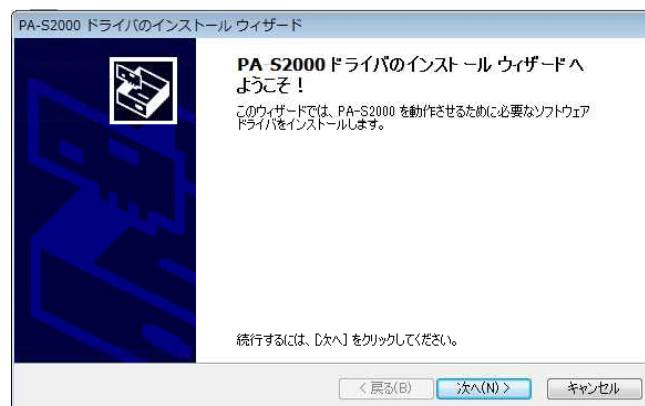 PA-S2000 ドライバのインストール ウィザード
PA-S2000 ドライバのインストール ウィザードへ
ようこそ！
このウィザードでは、PA-S2000 を動作させるために必要なソフトウェア
ドライバをインストールします。
続行するには、[次へ] をクリックしてください。
< 戻る(B)
次へ(N) >
キャンセル